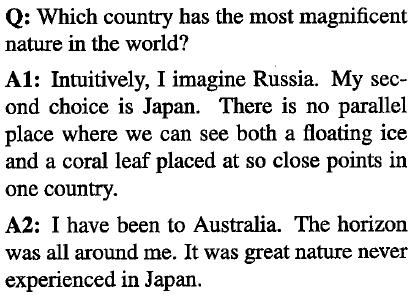 Q: Which country has the most magnificent
nature in the world?
A1: Intuitively, I imagine Russia. My sec-
ond choice is Japan. There is no parallel
place where we can see both a floating ice
and a coral leaf placed at so close points in
one country.
A2: I have been to Australia. The horizon
was all around me. It was great nature never
experienced in Japan.